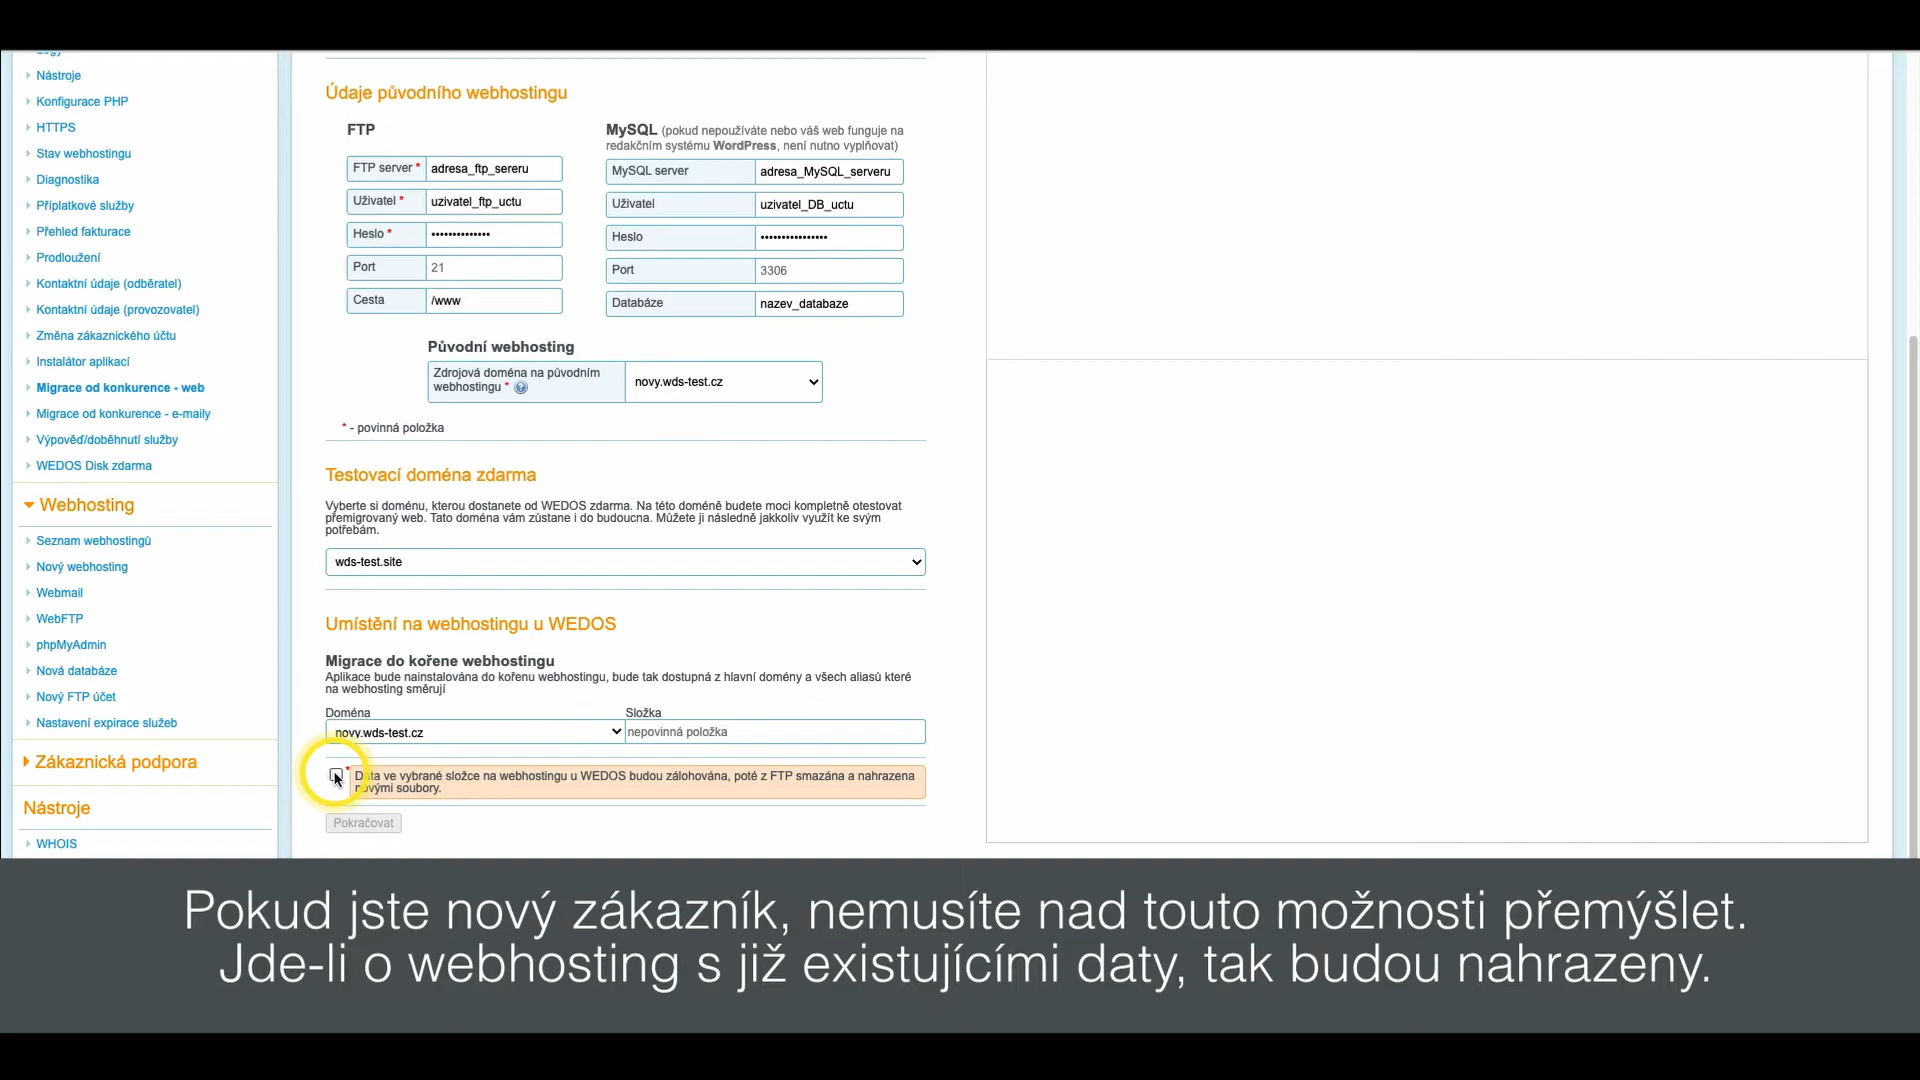 Nástroje
Konfigurace PHP
HTTPS
Stav webhostingu
Diagnostika
Příplatkové služby
Přehled fakturace
Prodloužení
Kontaktní údaje (odběratel)
Kontaktní údaje (provozovatel)
Změna zákaznického účtu
Instalátor aplikací
Migrace od konkurence - web
Migrace od konkurence - e-maily
Výpověď/doběhnutí služby
WEDOS Disk zdarma
Webhosting
Seznam webhostingů
Nový webhosting
Webmail
WebFTP
phpMyAdmin
Nová databáze
Nový FTP účet
Nastavení expirace služeb
Zákaznická podpora
Nástroje
WHOIS
Údaje původního webhostingu
FTP
FTP server * adresa_ftp_sereru
Uživatel * uzivatel_ftp_uctu
Heslo * ••••••••••••••
Port 21
Cesta /www
MySQL (pokud nepoužíváte nebo váš web funguje na
redakčním systému WordPress, není nutno vyplňovat)
MySQL server adresa_MySQL_serveru
Uživatel uzivatel_DB_uctu
Heslo ••••••••••••••••
Port 3306
Databáze nazev_databaze
Původní webhosting
Zdrojová doména na původním
webhostingu * novy.wds-test.cz
* - povinná položka
Testovací doména zdarma
Vyberte si doménu, kterou dostanete od WEDOS zdarma. Na této doméně budete moci kompletně otestovat
přemigrovaný web. Tato doména vám zůstane i do budoucna. Můžete ji následně jakkoliv využít ke svým
potřebám.
wds-test.site
Umístění na webhostingu u WEDOS
Migrace do kořene webhostingu
Aplikace bude nainstalována do kořenu webhostingu, bude tak dostupná z hlavní domény a všech aliasů které
na webhosting směrují
Doména Složka
novy.wds-test.cz nepovinná položka
* Data ve vybrané složce na webhostingu u WEDOS budou zálohována, poté z FTP smazána a nahrazena
novými soubory.
Pokračovat
Pokud jste nový zákazník, nemusíte nad touto možnosti přemýšlet.
Jde-li o webhosting s již existujícími daty, tak budou nahrazeny.